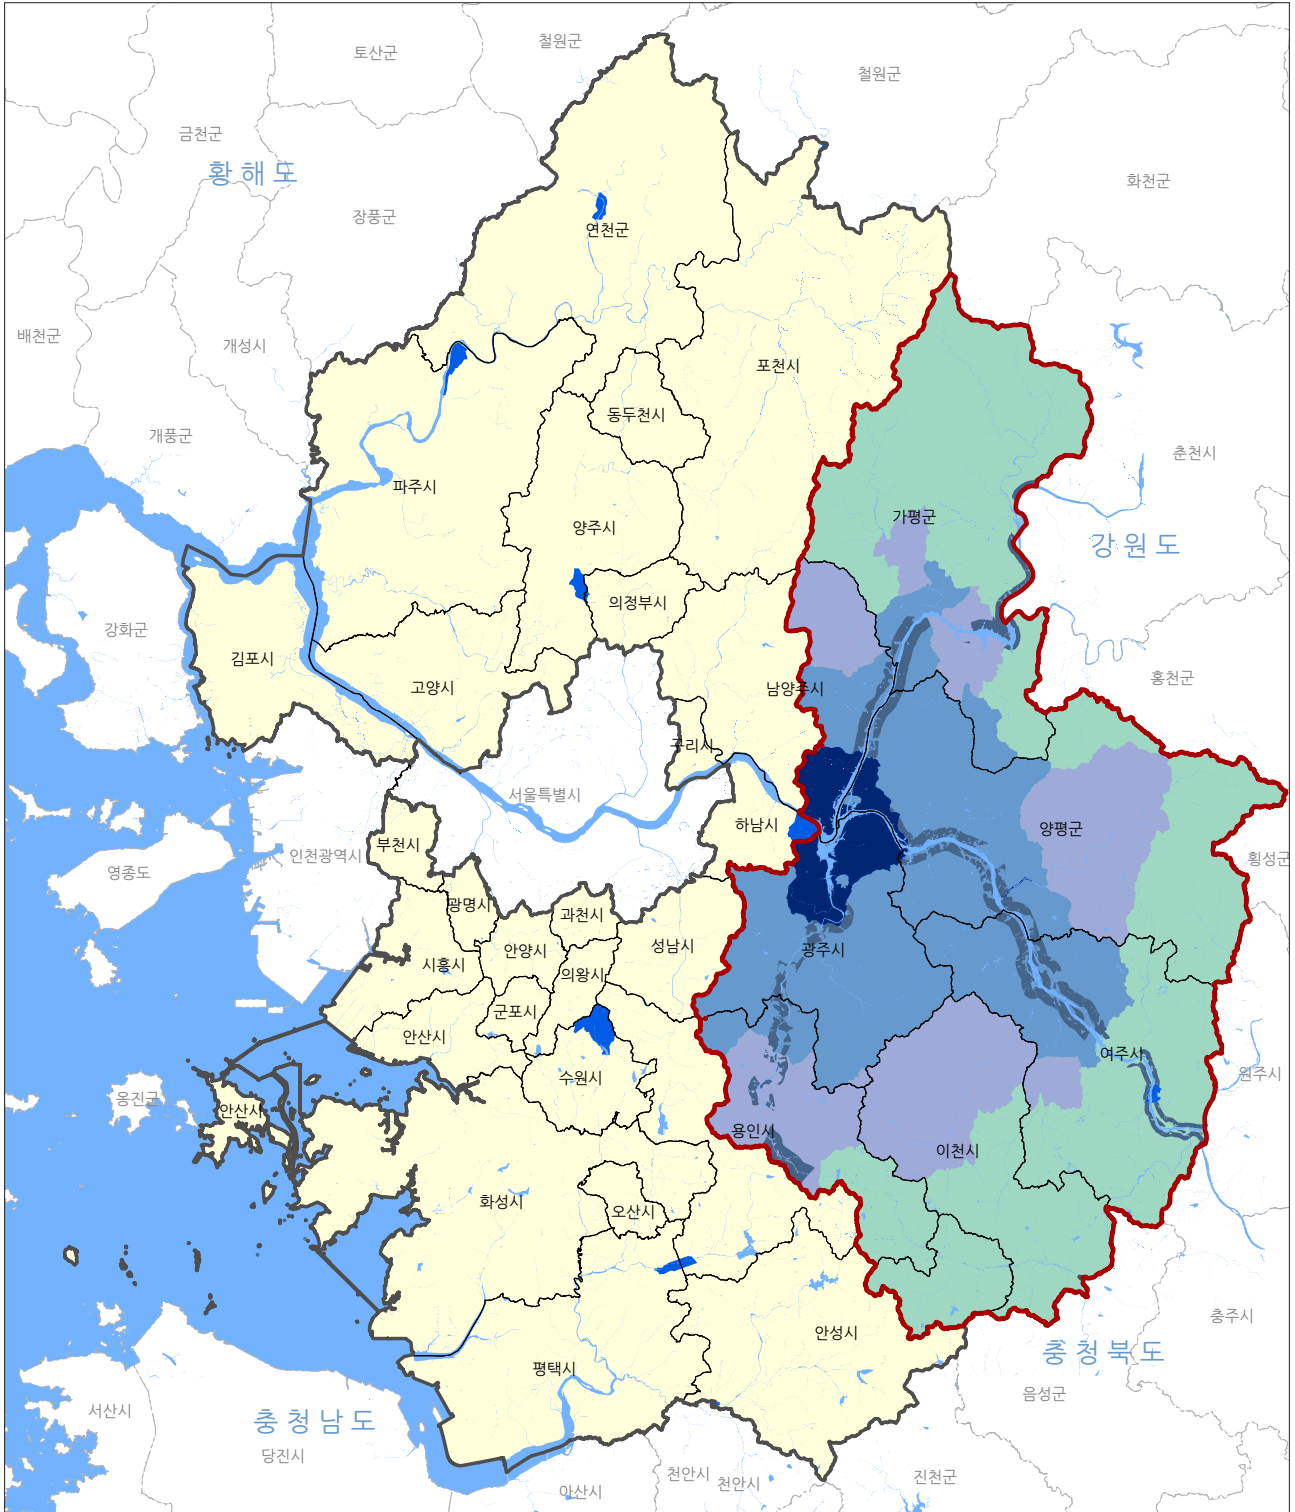 철원군
토산군
철원군
금천군
황해도
화천군
장풍군
연천군
배천군
개성시
포천시
동두천시
개풍군
춘천시
파주시
가평군
양주시
강원도
의정부시
강화군
김포시
홍천군
고양시
남양주시
구리시
서울특별시
하남시
양평군
부천시
인천광역시
횡성군
영종도
광명시
과천시
안양시
성남시
광주시
시흥시
의왕시
군포시
안산시
여주시
수원시
원주시
옹진군
안산시
용인시
이천시
화성시
오산시
충주시
안성시
충청북도
평택시
음성군
서산시
충청남도
당진시
천안시
천안시
진천군
아산시